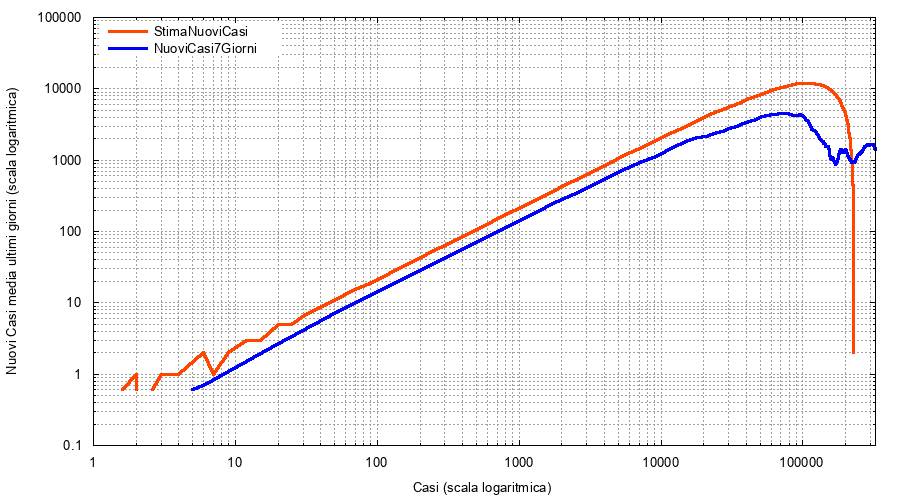 100000
10000
1000
100
10
1
0.1
Nuovi Casi media ultimi giorni (scala logaritmica)
StimaNuoviCasi
NuoviCasi7Giorni
1 10 100 1000 10000 100000
Casi (scala logaritmica)